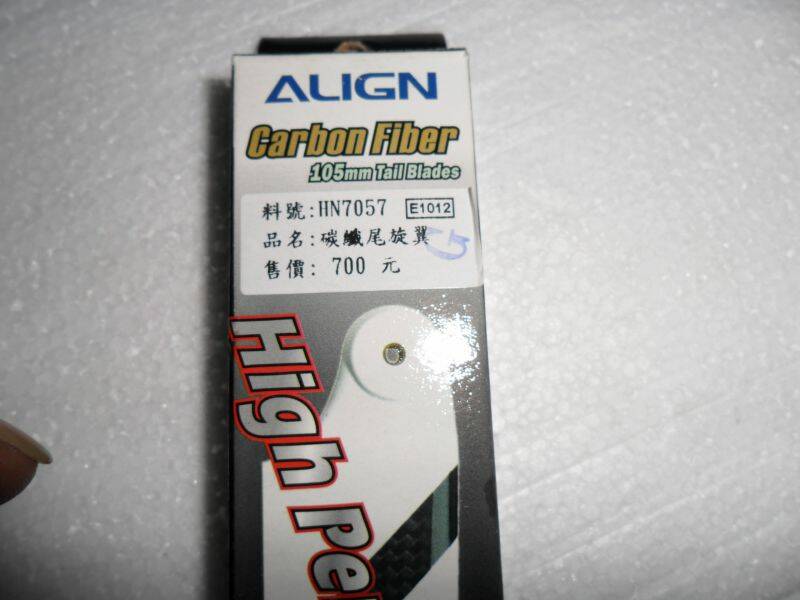 ALIGN
Carbon Fiber
105mm Tail Blades
料號:HN7057 E1012
品名:碳纖尾旋翼
售價: 700 元
High Per